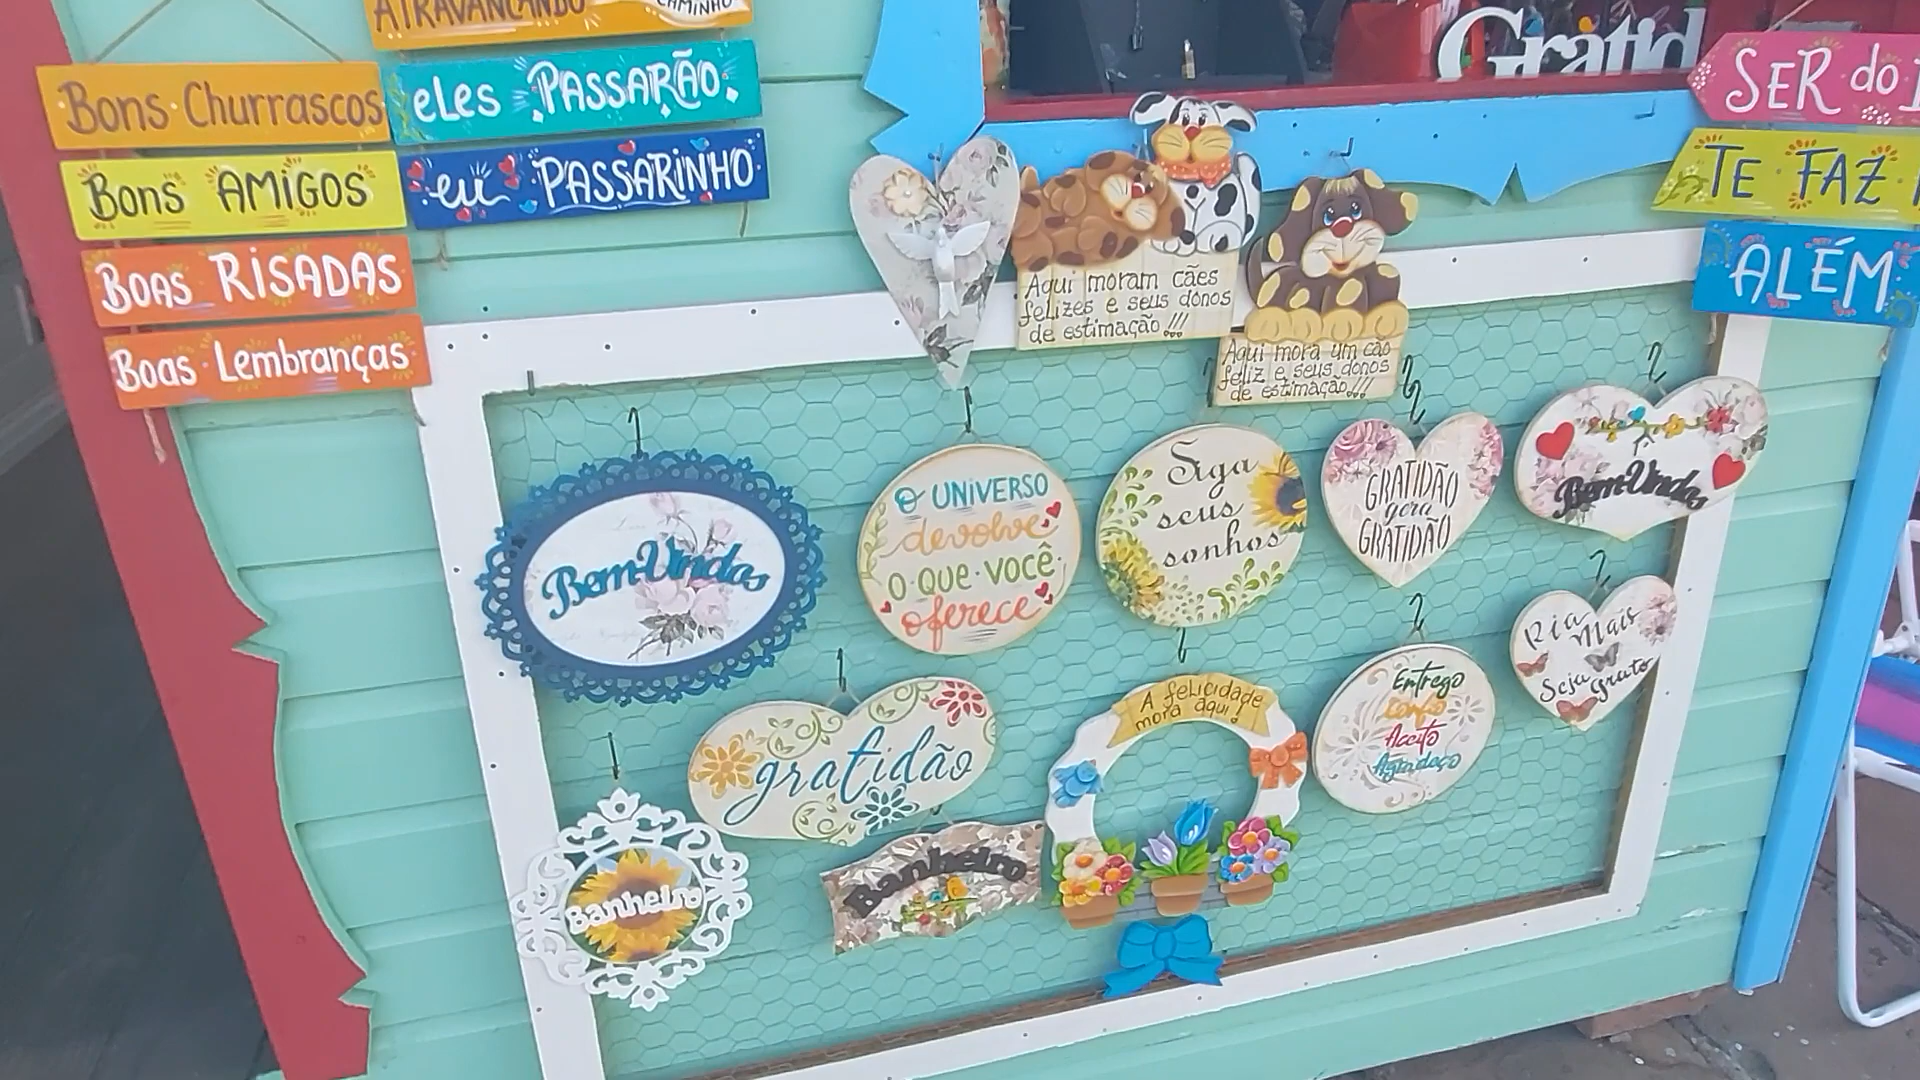 ATRAVANCANDO
CAMINHO
Bons Churrascos
Bons AMIGOS
BOAS RISADAS
Boas Lembranças
eLes PASSARÃO
eu PASSARINHO
Gratid
SER do
TE FAZ
ALÉM
Aqui moram cães
felizes e seus donos
de estimação!!!
Aqui mora um cão
feliz e seus donos
de estimação!!!
Bem-Vindos
O UNIVERSO
devolve
O QUE VOCÊ
oferece
Siga
seus
sonhos
GRATIDÃO
gera
GRATIDÃO
Bem-Vindos
gratidão
A felicidade
mora aqui!
Entrego
Confio
Aceito
Agradeço
Ria Mais
Seja Grato
Banheiro
Banheiro